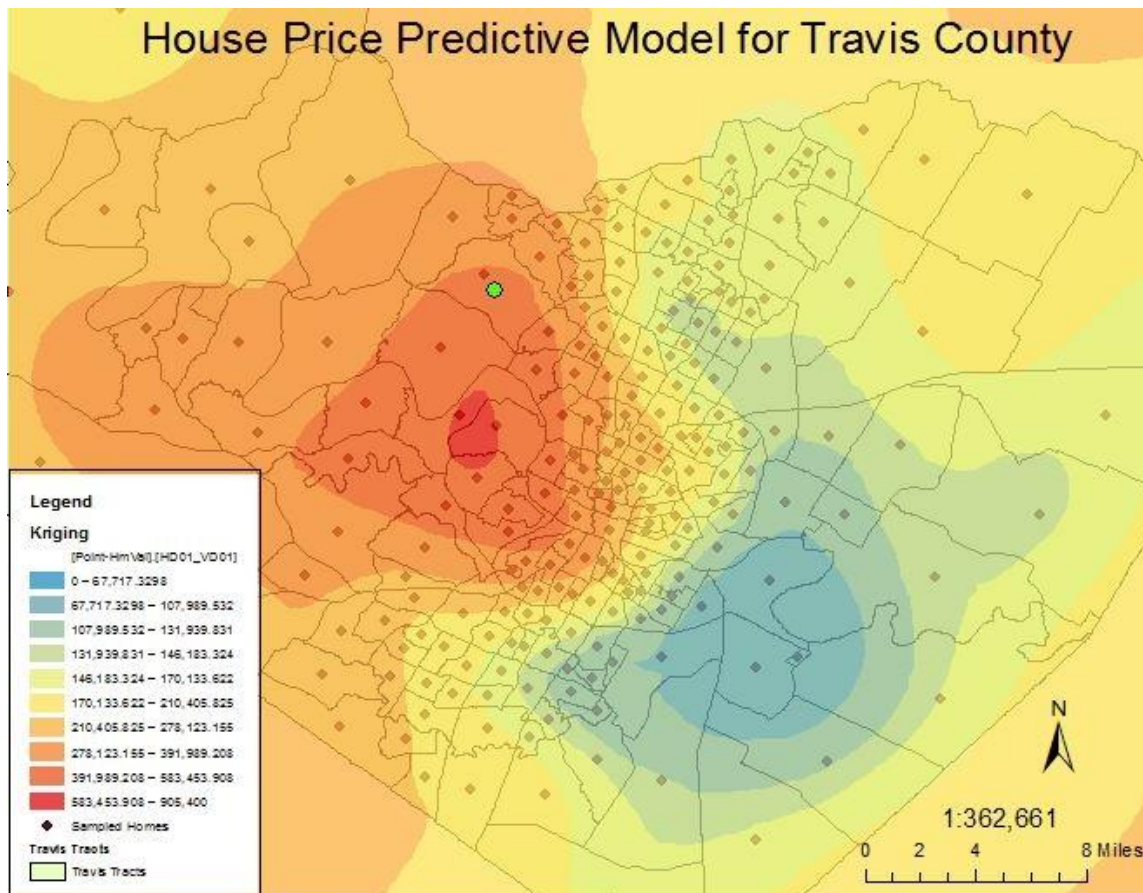 House Price Predictive Model for Travis County
Legend
Kriging
[Point-HmVal].[HD01_VD01]
0 – 67,717.3298
67,717.3298 – 107,989.532
107,989.532 – 131,939.831
131,939.831 – 146,183.324
146,183.324 – 170,133.622
170,133.622 – 210,405.825
210,405.825 – 278,123.155
278,123.155 – 391,989.208
391,989.208 – 583,453.908
583,453.908 – 905,400
Sampled Homes
Travis Tracts
Travis Tracts
N
1:362,661
0 2 4 8 Miles